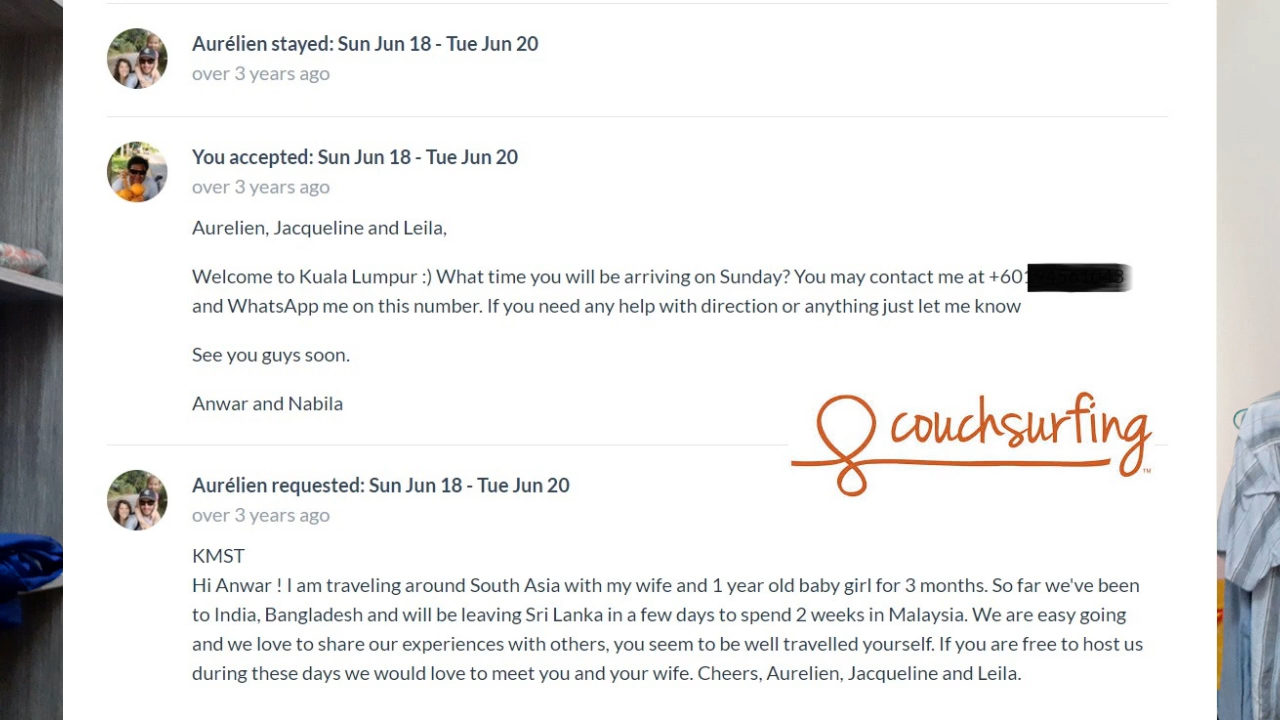 Aurélien stayed: Sun Jun 18 - Tue Jun 20
over 3 years ago
You accepted: Sun Jun 18 - Tue Jun 20
over 3 years ago
Aurelien, Jacqueline and Leila,
Welcome to Kuala Lumpur :) What time you will be arriving on Sunday? You may contact me at +601
and WhatsApp me on this number. If you need any help with direction or anything just let me know
See you guys soon.
Anwar and Nabila
couchsurfing
TM
Aurélien requested: Sun Jun 18 - Tue Jun 20
over 3 years ago
KMST
Hi Anwar ! I am traveling around South Asia with my wife and 1 year old baby girl for 3 months. So far we've been
to India, Bangladesh and will be leaving Sri Lanka in a few days to spend 2 weeks in Malaysia. We are easy going
and we love to share our experiences with others, you seem to be well travelled yourself. If you are free to host us
during these days we would love to meet you and your wife. Cheers, Aurelien, Jacqueline and Leila.